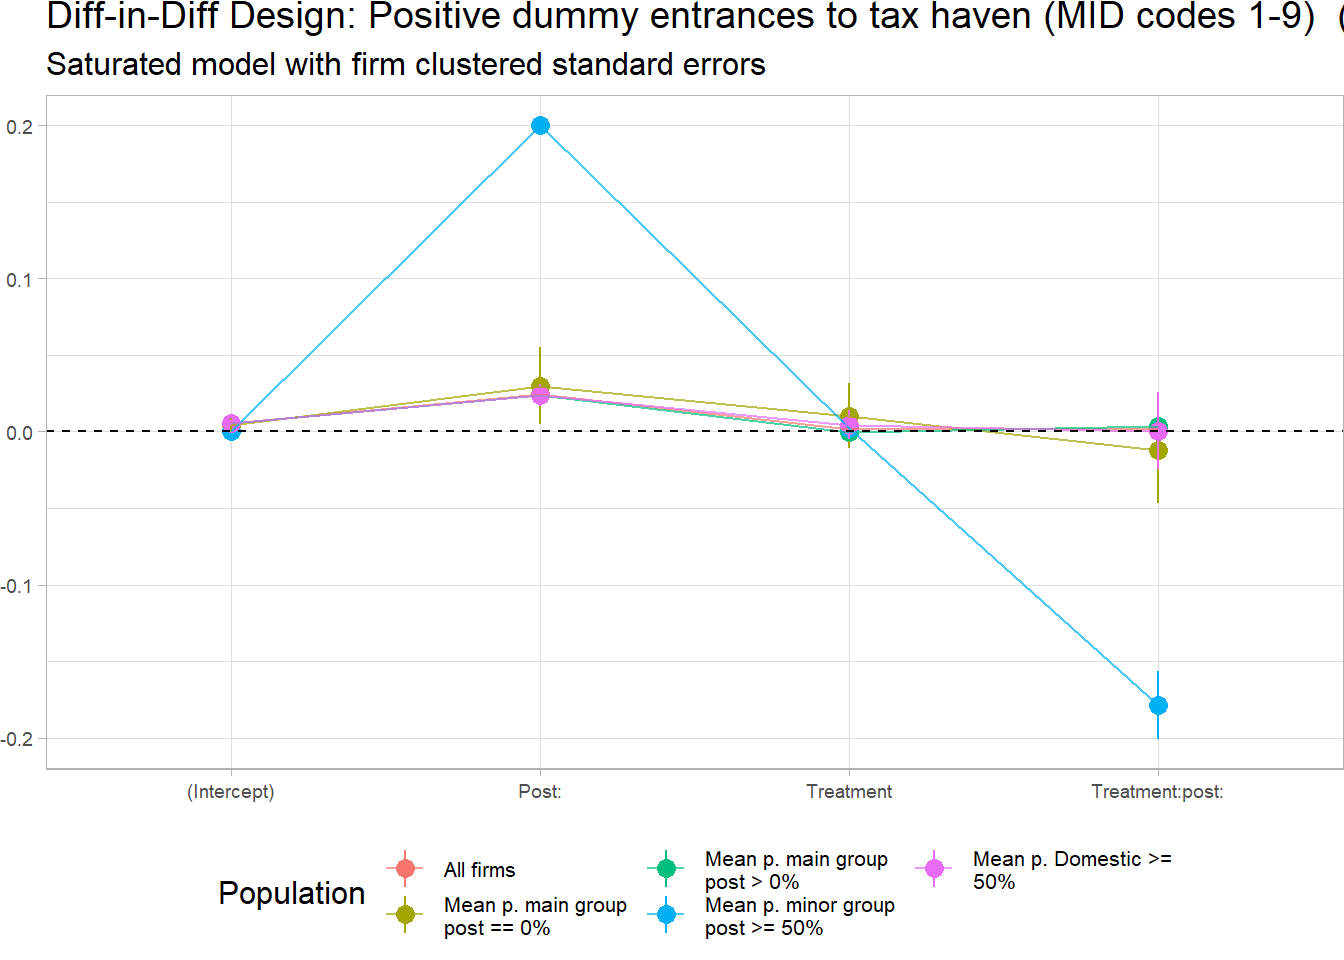 Diff-in-Diff Design: Positive dummy entrances to tax haven (MID codes 1-9) (
Saturated model with firm clustered standard errors
0.2
0.1
0.0
-0.1
-0.2
(Intercept) Post: Treatment Treatment:post:
Population
All firms
Mean p. main group
post == 0%
Mean p. main group
post > 0%
Mean p. minor group
post >= 50%
Mean p. Domestic >=
50%